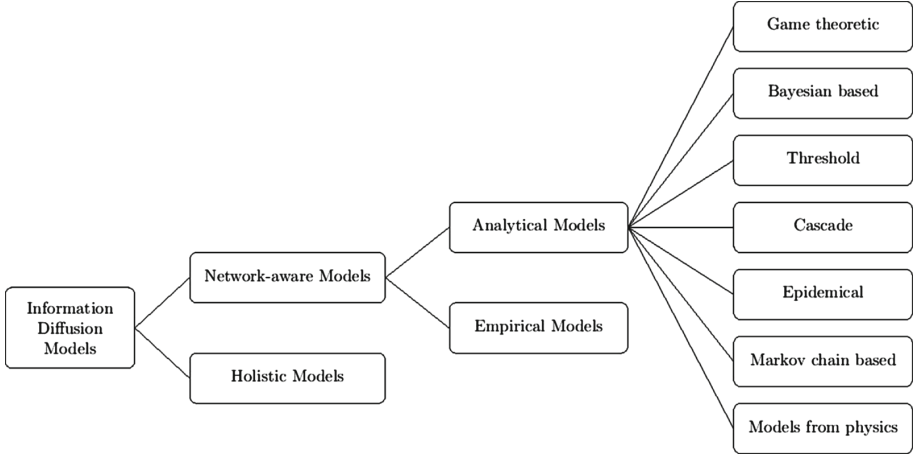 Game theoretic
Bayesian based
Threshold
Analytical Models
Cascade
Network-aware Models
Epidemical
Information
Diffusion
Models
Empirical Models
Holistic Models
Markov chain based
Models from physics